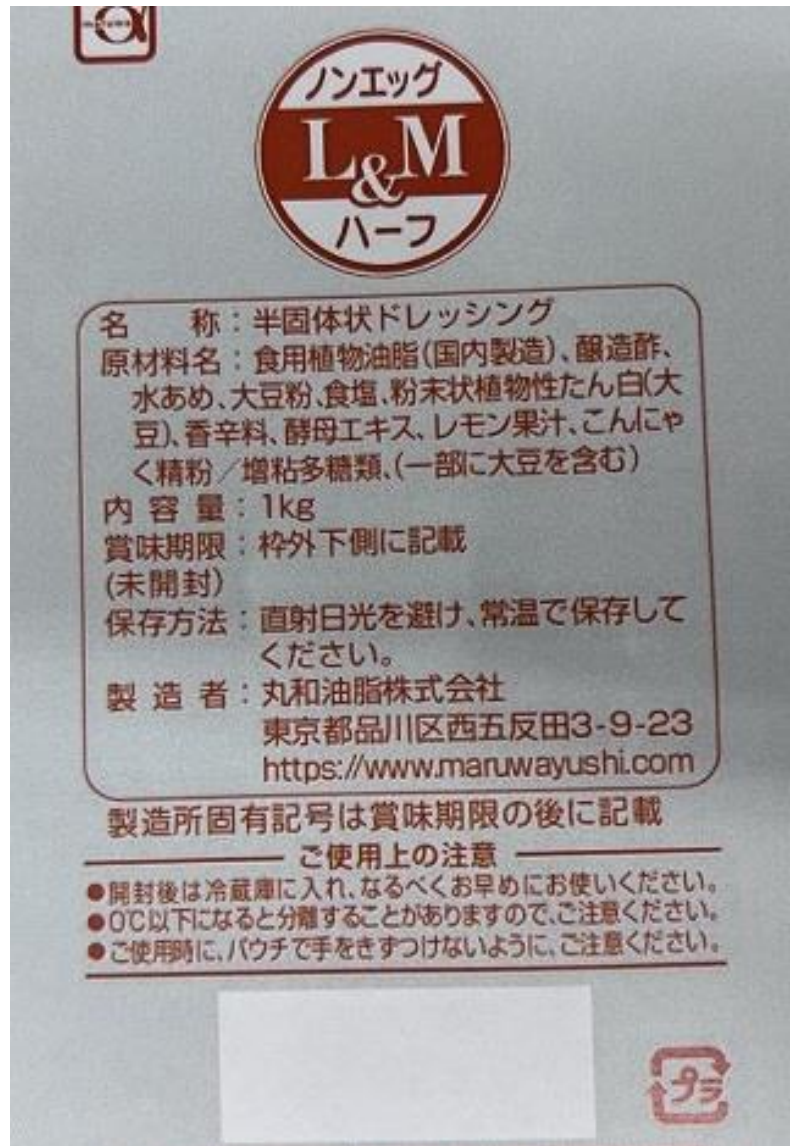 ノンエッグ
L&M
ハーフ
名　　称：半固体状ドレッシング
原材料名：食用植物油脂(国内製造)、醸造酢、
水あめ、大豆粉、食塩、粉末状植物性たん白(大
豆)、香辛料、酵母エキス、レモン果汁、こんにゃ
く精粉／増粘多糖類、(一部に大豆を含む)
内 容 量：1kg
賞味期限：枠外下側に記載
(未開封)
保存方法：直射日光を避け、常温で保存して
ください。
製 造 者：丸和油脂株式会社
東京都品川区西五反田3-9-23
https://www.maruwayushi.com
製造所固有記号は賞味期限の後に記載
ご使用上の注意
●開封後は冷蔵庫に入れ、なるべくお早めにお使いください。
●0℃以下になると分離することがありますので、ご注意ください。
●ご使用時に、パウチで手をきずつけないように、ご注意ください。
プラ